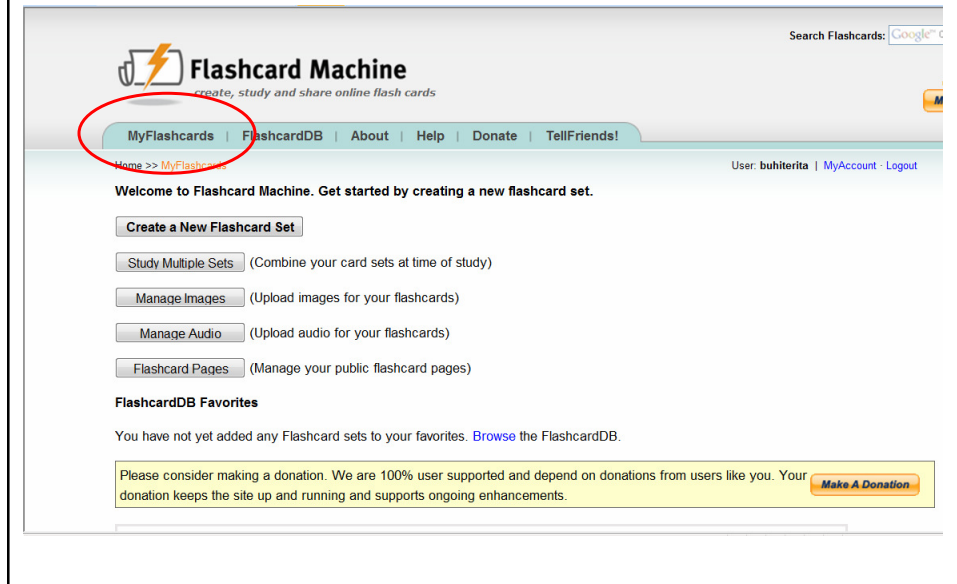 Search Flashcards: Google™
Flashcard Machine
create, study and share online flash cards
MyFlashcards | FlashcardDB | About | Help | Donate | TellFriends!
Home >> MyFlashcards
User: buhiterita | MyAccount · Logout
Welcome to Flashcard Machine. Get started by creating a new flashcard set.
Create a New Flashcard Set
Study Multiple Sets (Combine your card sets at time of study)
Manage Images (Upload images for your flashcards)
Manage Audio (Upload audio for your flashcards)
Flashcard Pages (Manage your public flashcard pages)
FlashcardDB Favorites
You have not yet added any Flashcard sets to your favorites. Browse the FlashcardDB.
Please consider making a donation. We are 100% user supported and depend on donations from users like you. Your
donation keeps the site up and running and supports ongoing enhancements.
Make A Donation